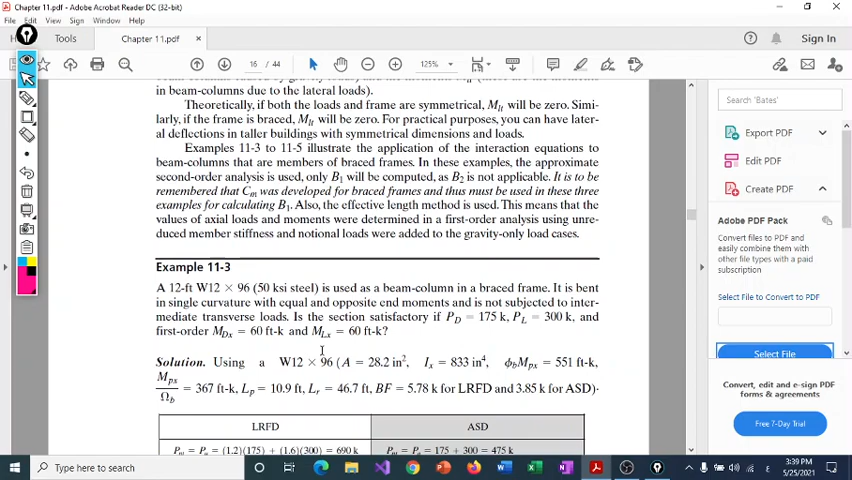 Chapter 11.pdf - Adobe Acrobat Reader DC (32-bit)
File Edit View Sign Window Help
Tools
Chapter 11.pdf
Sign In
16 / 44
125%
in beam-columns due to the lateral loads).
Theoretically, if both the loads and frame are symmetrical, Mlt will be zero. Simi-
larly, if the frame is braced, Mlt will be zero. For practical purposes, you can have later-
al deflections in taller buildings with symmetrical dimensions and loads.
Examples 11-3 to 11-5 illustrate the application of the interaction equations to
beam-columns that are members of braced frames. In these examples, the approximate
second-order analysis is used, only B1 will be computed, as B2 is not applicable. It is to be
remembered that Cm was developed for braced frames and thus must be used in these three
examples for calculating B1. Also, the effective length method is used. This means that the
values of axial loads and moments were determined in a first-order analysis using unre-
duced member stiffness and notional loads were added to the gravity-only load cases.
Example 11-3
A 12-ft W12 × 96 (50 ksi steel) is used as a beam-column in a braced frame. It is bent
in single curvature with equal and opposite end moments and is not subjected to inter-
mediate transverse loads. Is the section satisfactory if PD = 175 k, PL = 300 k, and
first-order MDx = 60 ft-k and MLx = 60 ft-k?
Solution. Using a W12 × 96 (A = 28.2 in², Ix = 833 in⁴, ϕbMpx = 551 ft-k,
Mpx/Ωb = 367 ft-k, Lp = 10.9 ft, Lr = 46.7 ft, BF = 5.78 k for LRFD and 3.85 k for ASD).
LRFD ASD
= (1.2)(175) + (1.6)(300) = 690 k = 175 + 300 = 475 k
Search 'Bates'
Export PDF
Edit PDF
Create PDF
Adobe PDF Pack
Convert files to PDF
and easily combine them
with other file types with a paid
subscription
Select File to Convert to PDF
Select File
Convert, edit and e-sign PDF
forms & agreements
Free 7-Day Trial
Type here to search
3:39 PM
5/25/2021